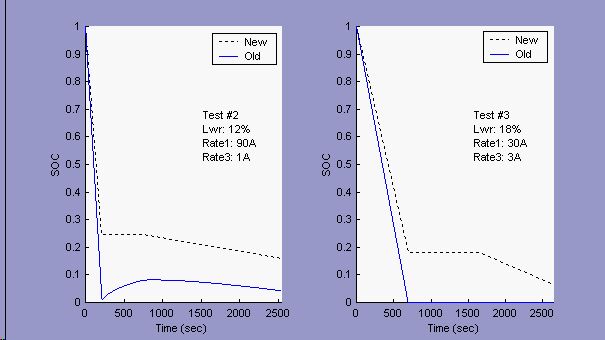 1
0.9
0.8
0.7
0.6
0.5
0.4
0.3
0.2
0.1
0
SOC
0 500 1000 1500 2000 2500
Time (sec)
New
Old
Test #2
Lwr: 12%
Rate1: 90A
Rate3: 1A
1
0.9
0.8
0.7
0.6
0.5
0.4
0.3
0.2
0.1
0
SOC
0 500 1000 1500 2000 2500
Time (sec)
New
Old
Test #3
Lwr: 18%
Rate1: 30A
Rate3: 3A